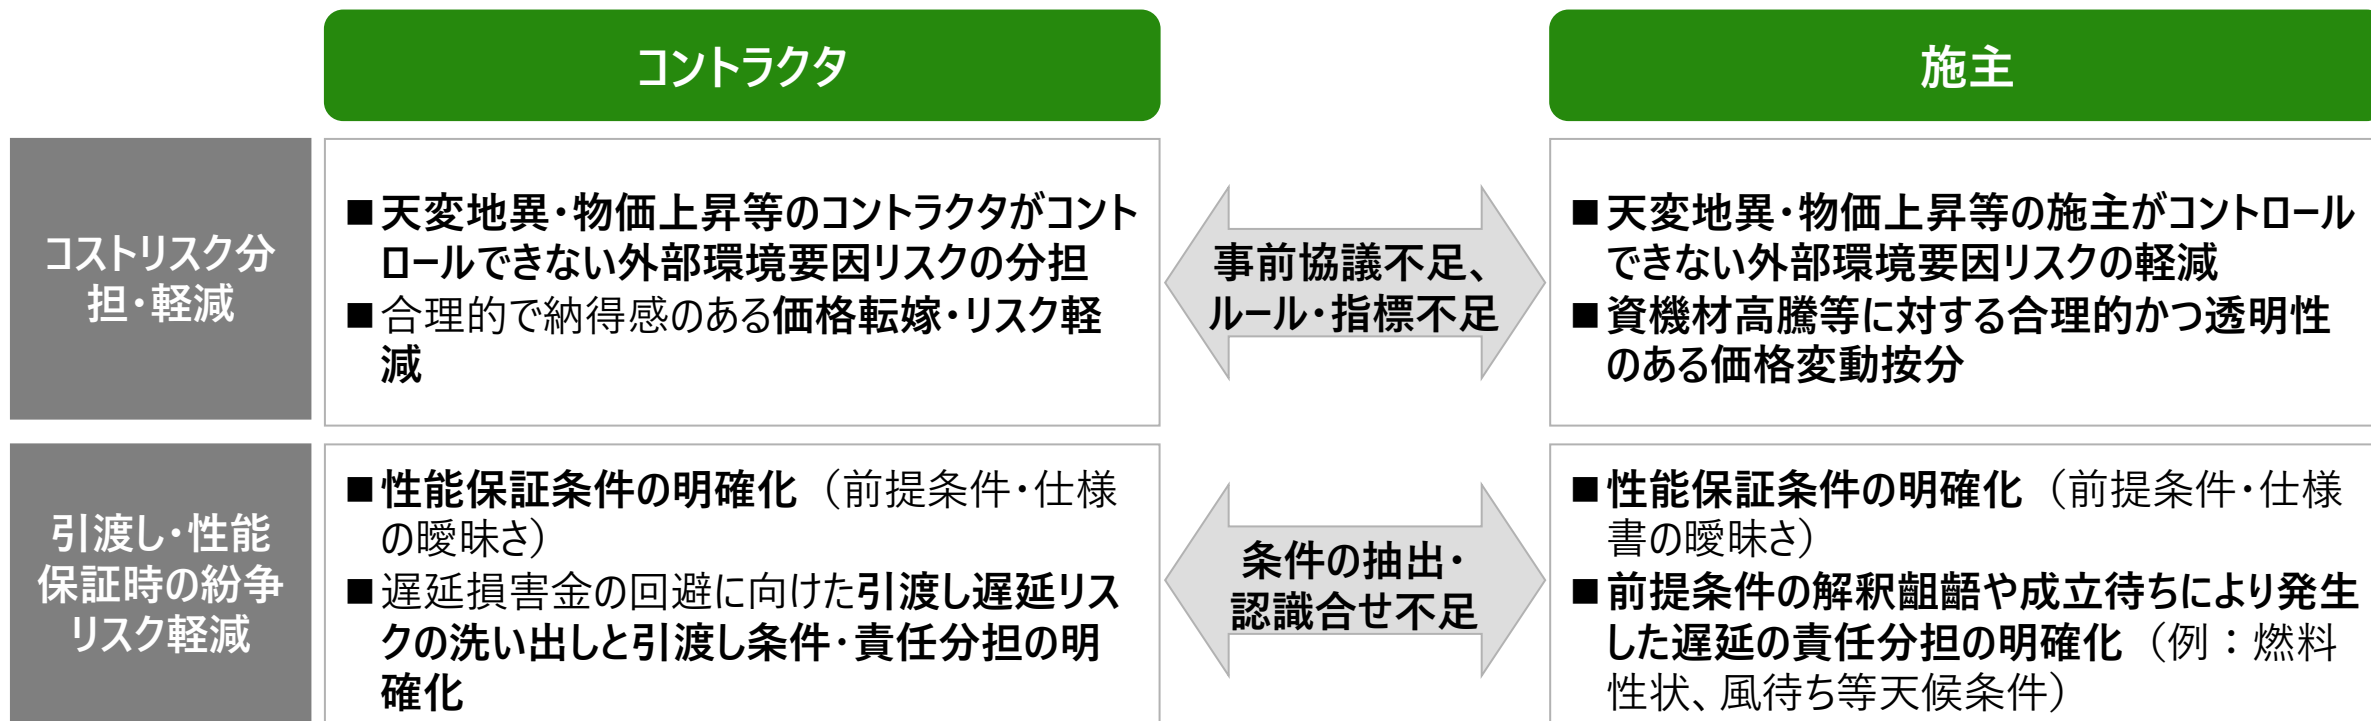 コントラクタ
施主
コストリスク分
担・軽減
■天変地異・物価上昇等のコントラクタがコント
ロールできない外部環境要因リスクの分担
■合理的で納得感のある価格転嫁・リスク軽
減
事前協議不足、
ルール・指標不足
■天変地異・物価上昇等の施主がコントロール
できない外部環境要因リスクの軽減
■資機材高騰等に対する合理的かつ透明性
のある価格変動按分
引渡し・性能
保証時の紛争
リスク軽減
■性能保証条件の明確化（前提条件・仕様
の曖昧さ）
■遅延損害金の回避に向けた引渡し遅延リス
クの洗い出しと引渡し条件・責任分担の明
確化
条件の抽出・
認識合せ不足
■性能保証条件の明確化（前提条件・仕様
書の曖昧さ）
■前提条件の解釈齟齬や成立待ちにより発生
した遅延の責任分担の明確化（例：燃料
性状、風待ち等天候条件）